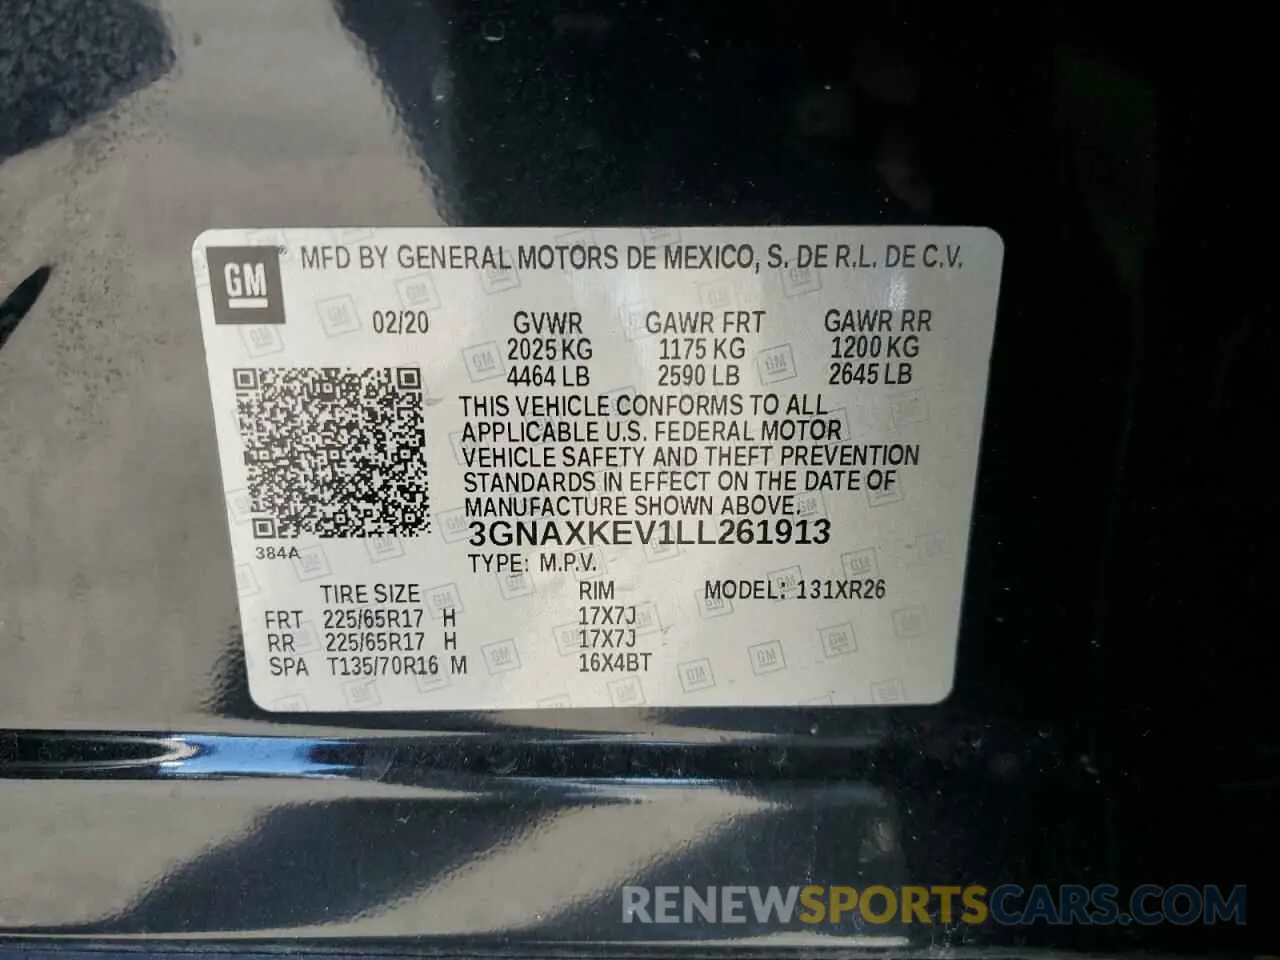 GM ® MFD BY GENERAL MOTORS DE MEXICO, S. DE R.L. DE C.V.
02/20 GVWR GAWR FRT GAWR RR
2025 KG 1175 KG 1200 KG
4464 LB 2590 LB 2645 LB
THIS VEHICLE CONFORMS TO ALL
APPLICABLE U.S. FEDERAL MOTOR
VEHICLE SAFETY AND THEFT PREVENTION
STANDARDS IN EFFECT ON THE DATE OF
MANUFACTURE SHOWN ABOVE.
3GNAXKEV1LL261913
384A
TYPE: M.P.V.
TIRE SIZE RIM MODEL: 131XR26
FRT 225/65R17 H 17X7J
RR 225/65R17 H 17X7J
SPA T135/70R16 M 16X4BT
RENEWSPORTSCARS.COM